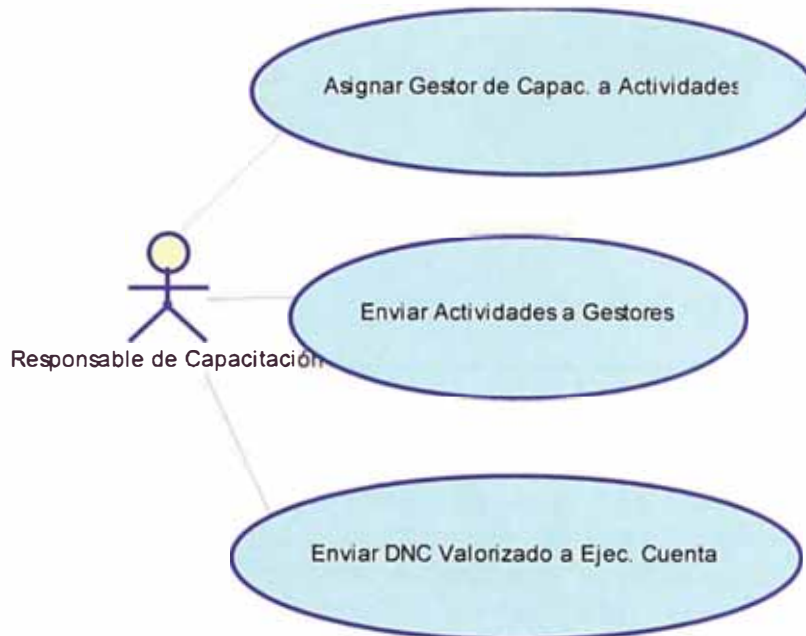 Asignar Gestor de Capac. a Actividades
Enviar Actividades a Gestores
Responsable de Capacitación
Enviar DNC Valorizado a Ejec. Cuenta